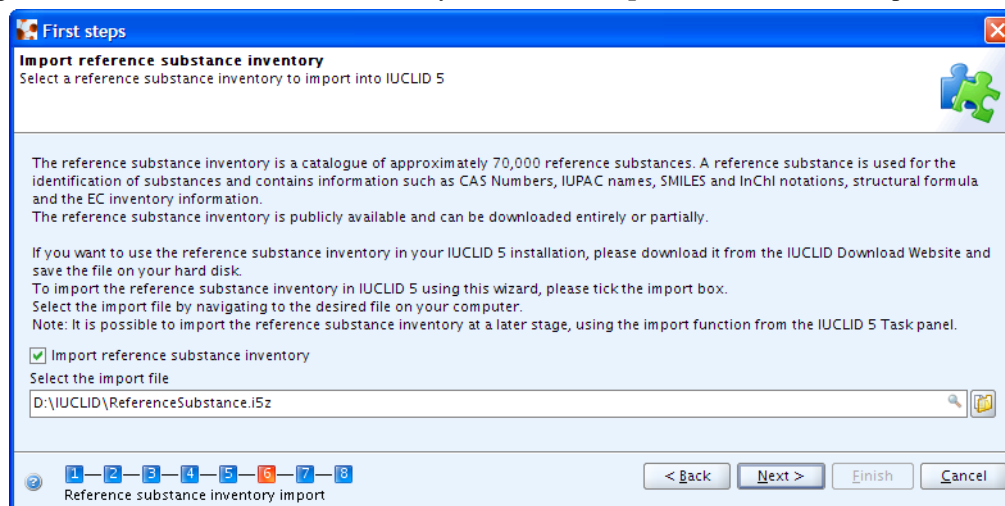 First steps
Import reference substance inventory
Select a reference substance inventory to import into IUCLID 5
The reference substance inventory is a catalogue of approximately 70,000 reference substances. A reference substance is used for the
identification of substances and contains information such as CAS Numbers, IUPAC names, SMILES and InChI notations, structural formula
and the EC inventory information.
The reference substance inventory is publicly available and can be downloaded entirely or partially.
If you want to use the reference substance inventory in your IUCLID 5 installation, please download it from the IUCLID Download Website and
save the file on your hard disk.
To import the reference substance inventory in IUCLID 5 using this wizard, please tick the import box.
Select the import file by navigating to the desired file on your computer.
Note: It is possible to import the reference substance inventory at a later stage, using the import function from the IUCLID 5 Task panel.
Import reference substance inventory
Select the import file
D:\IUCLID\ReferenceSubstance.i5z
1 2 3 4 5 6 7 8
Reference substance inventory import
< Back Next > Finish Cancel